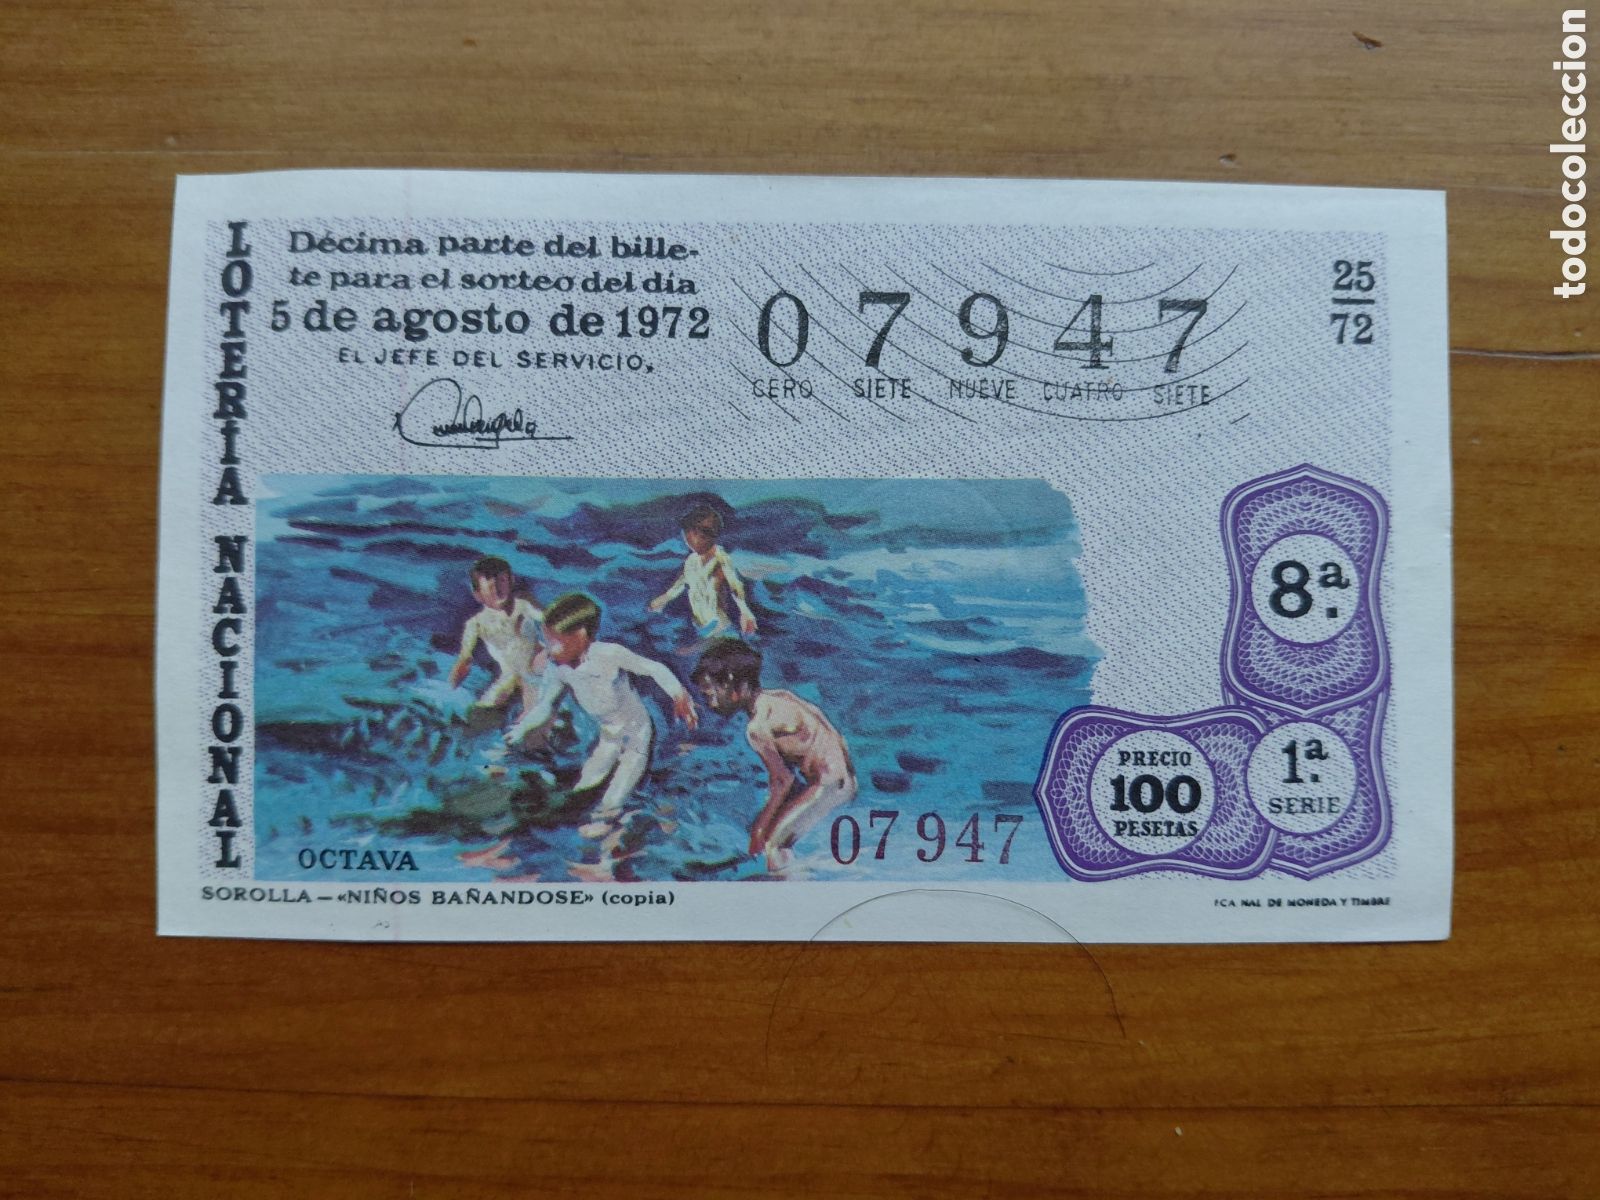 LOTERÍA NACIONAL
Décima parte del bille-
te para el sorteo del día
5 de agosto de 1972
EL JEFE DEL SERVICIO,
07947
CERO SIETE NUEVE CUATRO SIETE
25
72
8ª.
1ª.
SERIE
PRECIO
100
PESETAS
07947
OCTAVA
SOROLLA – «NIÑOS BAÑANDOSE» (copia)
FCA NAL DE MONEDA Y TIMBRE
todocoleccion